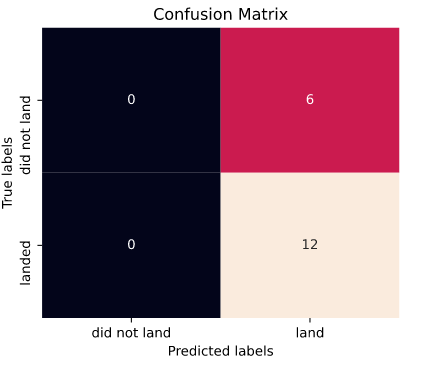 Confusion Matrix
True labels
did not land
0
6
landed
0
12
did not land
land
Predicted labels